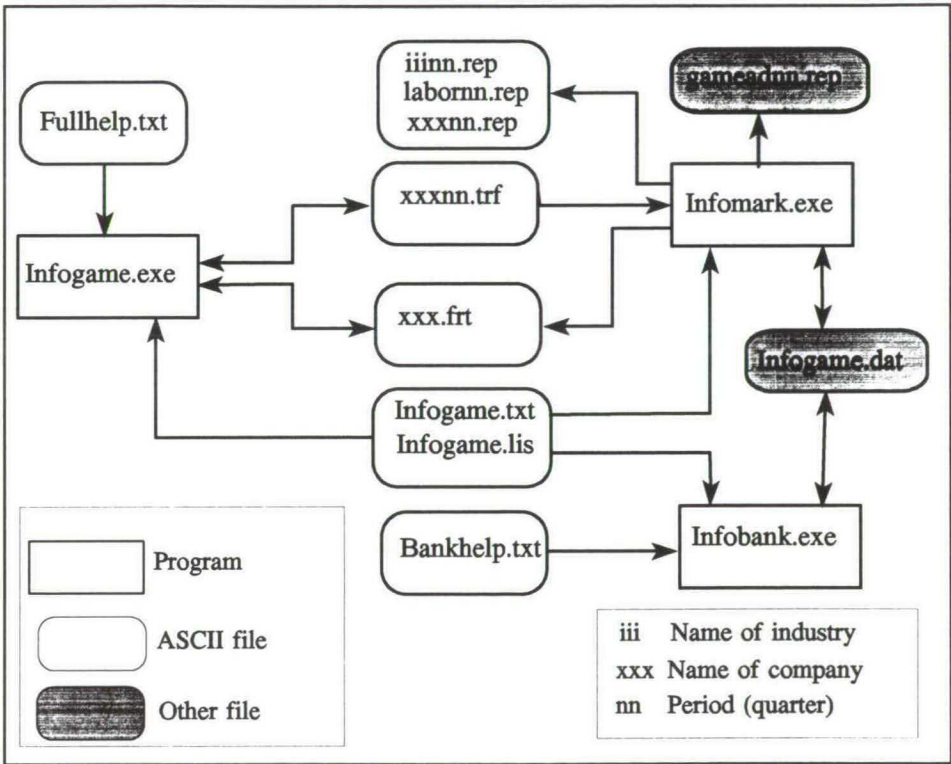 iiinn.rep
labornn.rep
xxxnn.rep
gameadnn.rep
Fullhelp.txt
xxxnn.trf
Infomark.exe
Infogame.exe
xxx.frt
Infogame.dat
Infogame.txt
Infogame.lis
Bankhelp.txt
Infobank.exe
Program
ASCII file
Other file
iii Name of industry
xxx Name of company
nn Period (quarter)